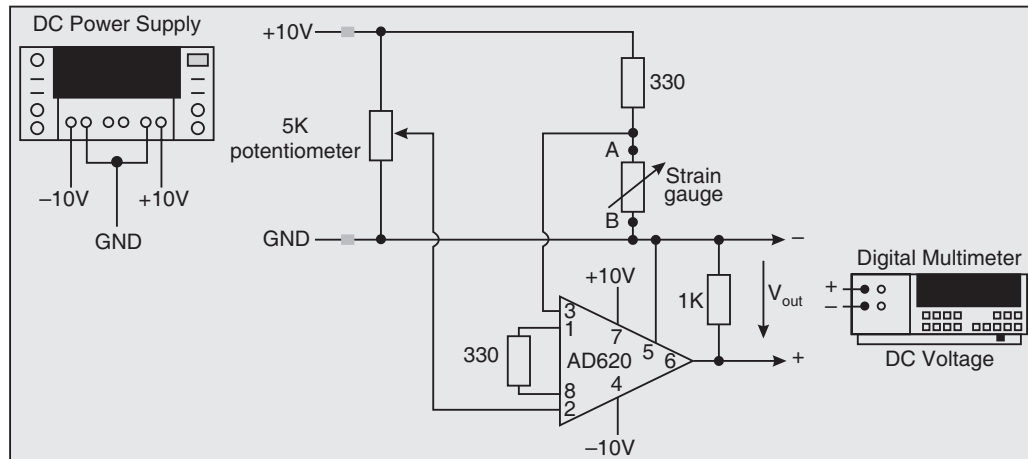 DC Power Supply
–10V
+10V
GND
+10V
5K
potentiometer
GND
330
A
Strain
gauge
B
–
+10V
3
1
7
330
AD620
5
6
8
4
2
–10V
1K
Vout
+
Digital Multimeter
+
–
DC Voltage